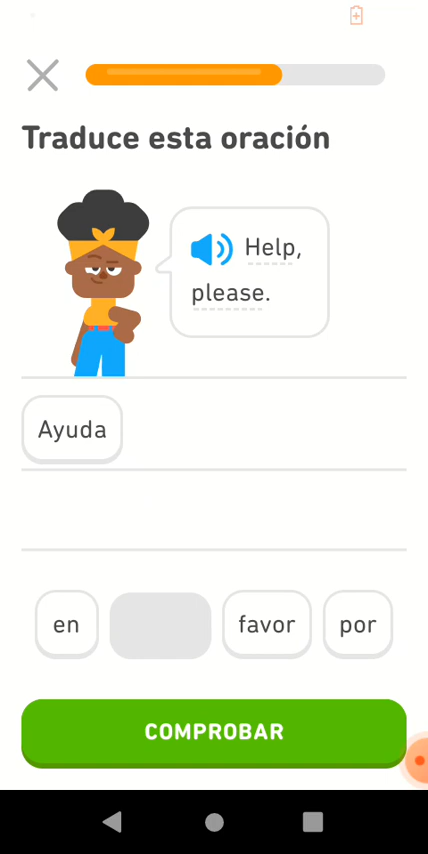 Traduce esta oración
Help,
please.
Ayuda
en favor por
COMPROBAR